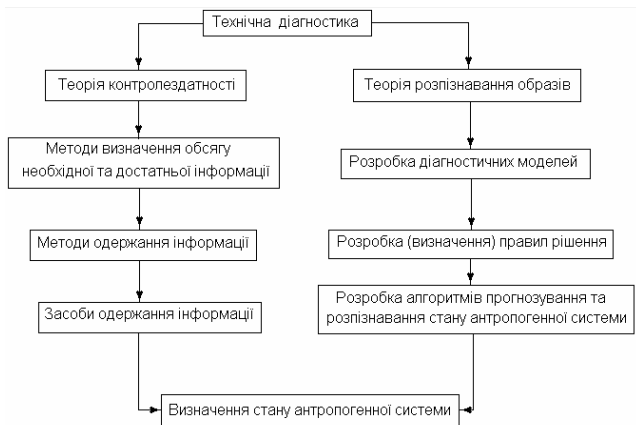 Технічна діагностика
Теорія контролездатності
Методи визначення обсягу
необхідної та достатньої інформації
Методи одержання інформації
Засоби одержання інформації
Теорія розпізнавання образів
Розробка діагностичних моделей
Розробка (визначення) правил рішення
Розробка алгоритмів прогнозування та
розпізнавання стану антропогенної системи
Визначення стану антропогенної системи